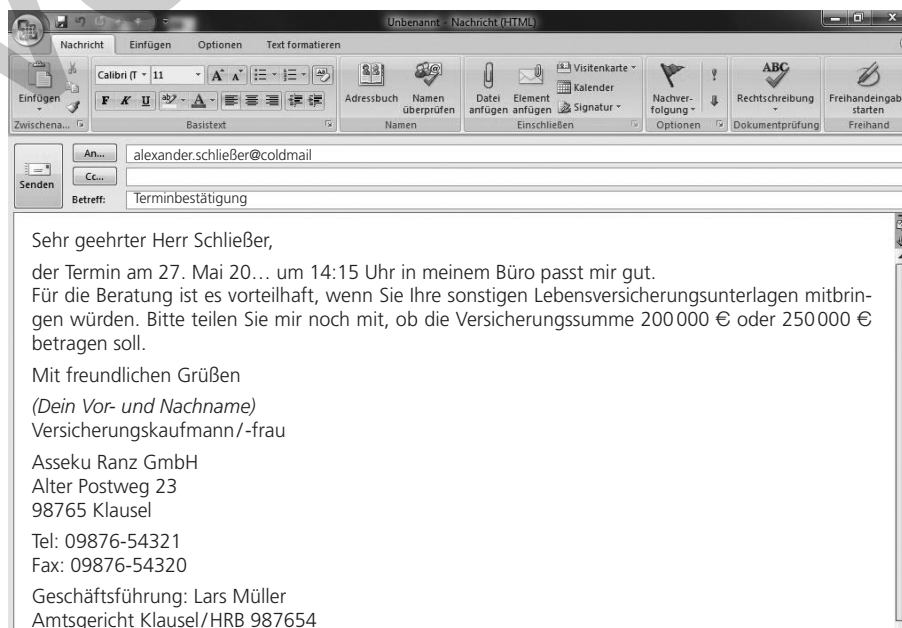 Unbenannt - Nachricht (HTML)
Nachricht Einfügen Optionen Text formatieren
Calibri (T 11
Einfügen
F K U
Adressbuch Namen überprüfen
Datei anfügen Element anfügen
Visitenkarte
Kalender
Signatur
Nachver-
folgung
ABC
Rechtschreibung
Freihandeingab
starten
Zwischena... Basistext Namen Einschließen Optionen Dokumentprüfung Freihand
Senden
An... alexander.schließer@coldmail
Cc...
Betreff: Terminbestätigung
Sehr geehrter Herr Schließer,
der Termin am 27. Mai 20… um 14:15 Uhr in meinem Büro passt mir gut.
Für die Beratung ist es vorteilhaft, wenn Sie Ihre sonstigen Lebensversicherungsunterlagen mitbrin-
gen würden. Bitte teilen Sie mir noch mit, ob die Versicherungssumme 200 000 € oder 250 000 €
betragen soll.
Mit freundlichen Grüßen
(Dein Vor- und Nachname)
Versicherungskaufmann/-frau
Asseku Ranz GmbH
Alter Postweg 23
98765 Klausel
Tel: 09876-54321
Fax: 09876-54320
Geschäftsführung: Lars Müller
Amtsgericht Klausel/HRB 987654